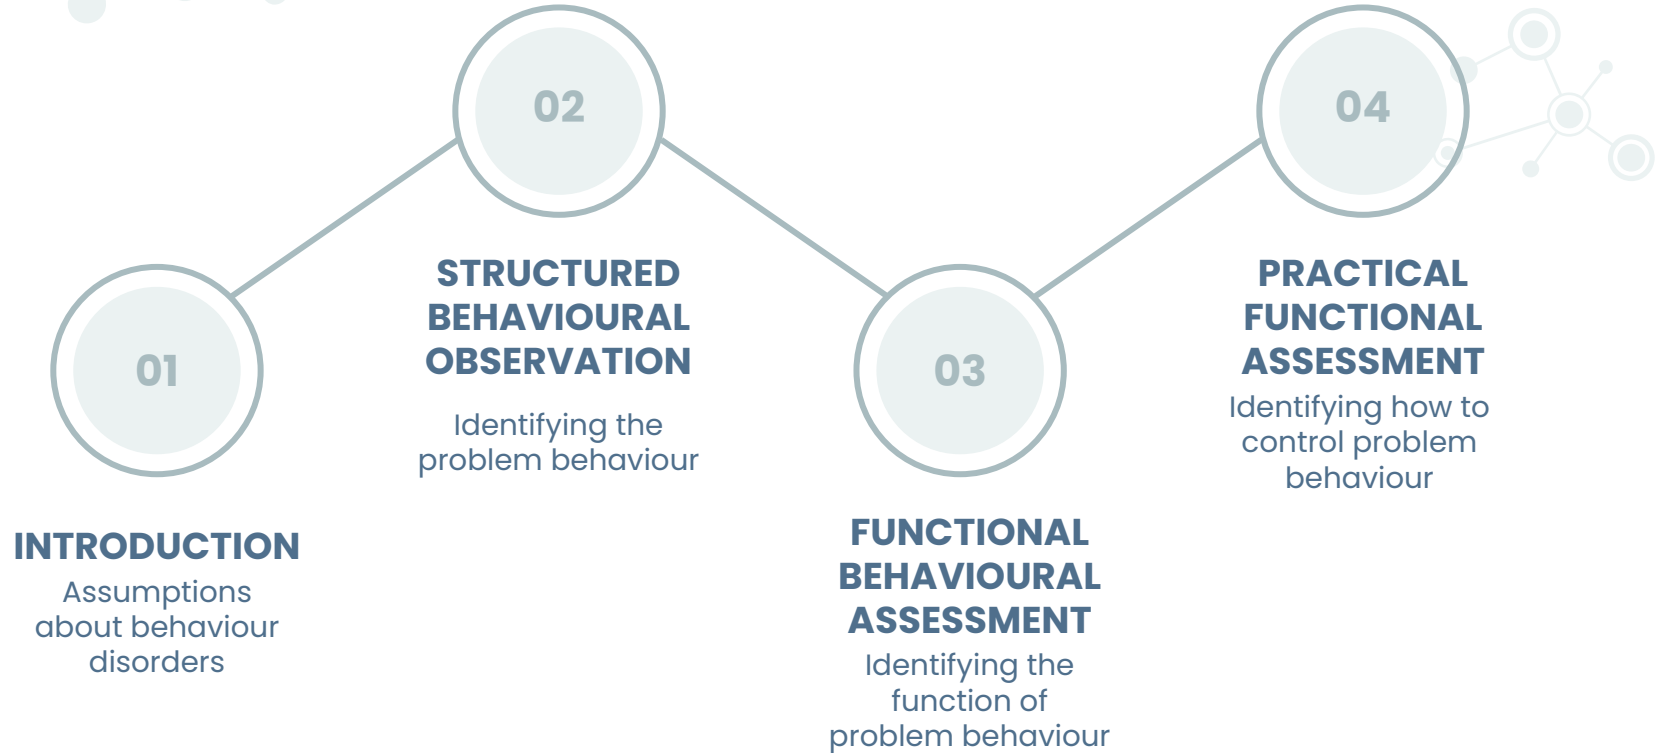 01
INTRODUCTION
Assumptions
about behaviour
disorders
02
STRUCTURED
BEHAVIOURAL
OBSERVATION
Identifying the
problem behaviour
03
FUNCTIONAL
BEHAVIOURAL
ASSESSMENT
Identifying the
function of
problem behaviour
04
PRACTICAL
FUNCTIONAL
ASSESSMENT
Identifying how to
control problem
behaviour